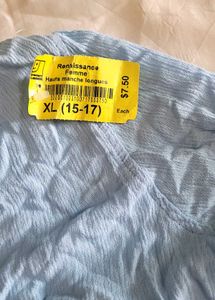 Renaissance
Femme
Hauts manche longues
$7.50
XL (15-17)
Each